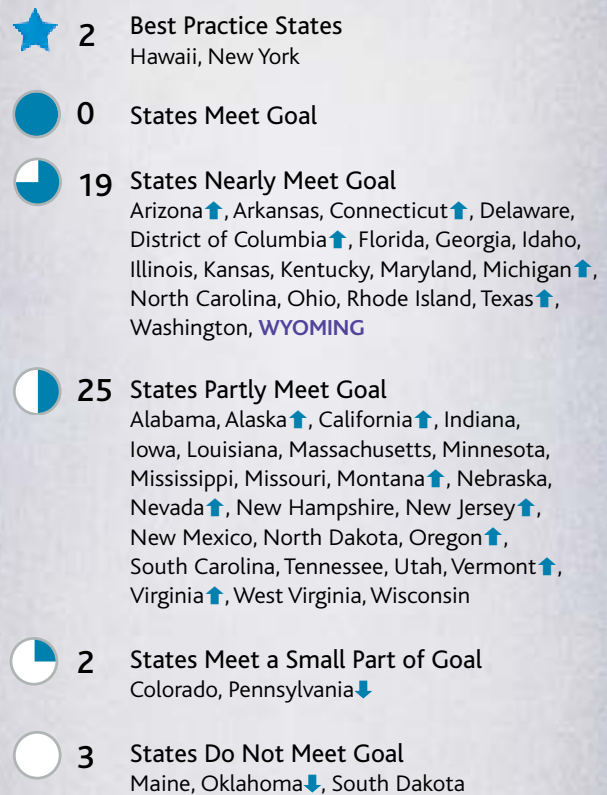 2 Best Practice States
Hawaii, New York
0 States Meet Goal
19 States Nearly Meet Goal
Arizona⬆, Arkansas, Connecticut⬆, Delaware,
District of Columbia⬆, Florida, Georgia, Idaho,
Illinois, Kansas, Kentucky, Maryland, Michigan⬆,
North Carolina, Ohio, Rhode Island, Texas⬆,
Washington, WYOMING
25 States Partly Meet Goal
Alabama, Alaska⬆, California⬆, Indiana,
Iowa, Louisiana, Massachusetts, Minnesota,
Mississippi, Missouri, Montana⬆, Nebraska,
Nevada⬆, New Hampshire, New Jersey⬆,
New Mexico, North Dakota, Oregon⬆,
South Carolina, Tennessee, Utah, Vermont⬆,
Virginia⬆, West Virginia, Wisconsin
2 States Meet a Small Part of Goal
Colorado, Pennsylvania⬇
3 States Do Not Meet Goal
Maine, Oklahoma⬇, South Dakota